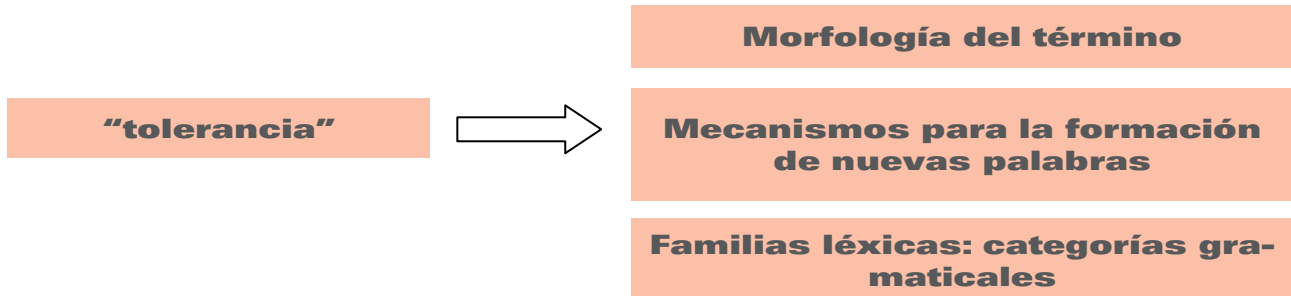 “tolerancia”
Morfología del término
Mecanismos para la formación
de nuevas palabras
Familias léxicas: categorías gra-
maticales